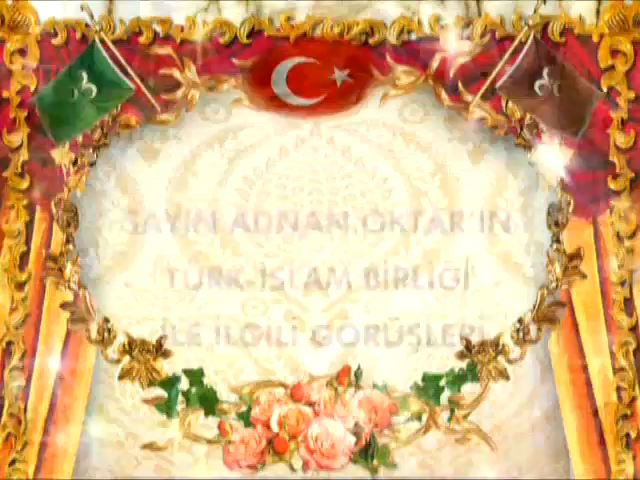 SAYIN ADNAN OKTAR'IN
TÜRK-İSLAM BİRLİĞİ
İLE İLGİLİ GÖRÜŞLERİ